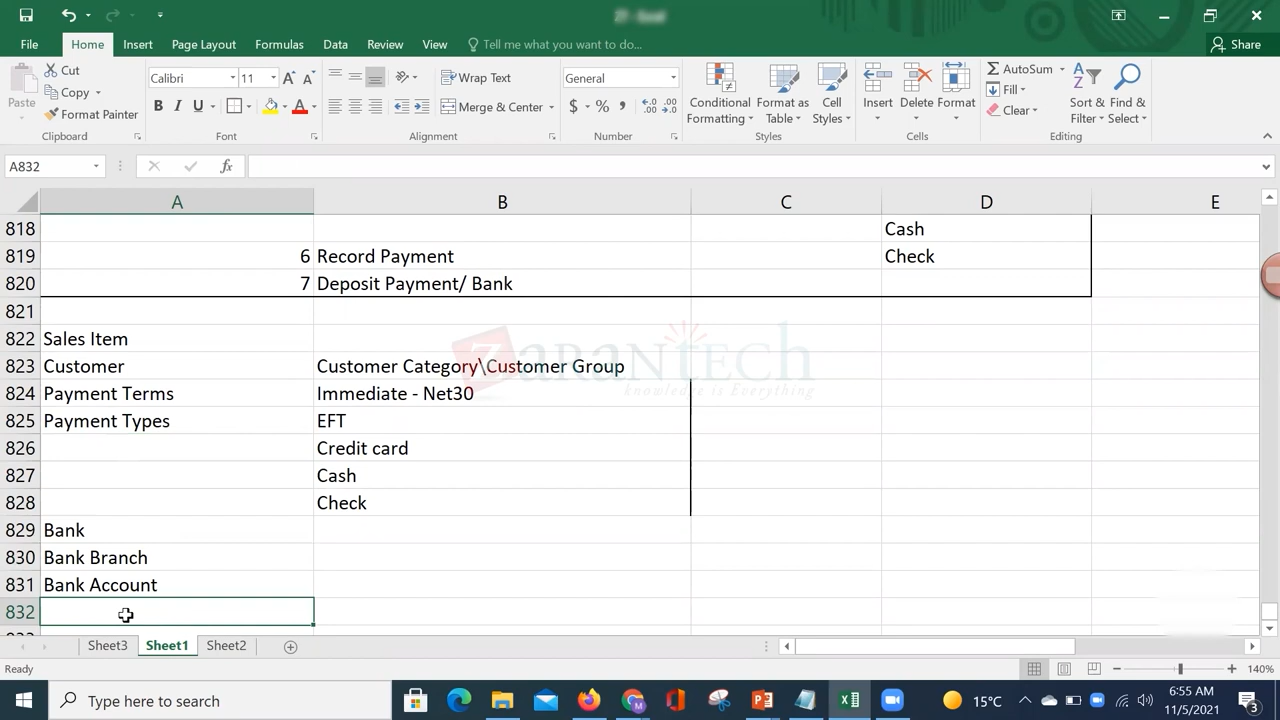 File Home Insert Page Layout Formulas Data Review View Tell me what you want to do... Share
Paste Cut Copy Format Painter Clipboard
Calibri 11 B I U A Font
Wrap Text Merge & Center Alignment
General $ % , Number
Conditional Formatting Format as Table Cell Styles Styles
Insert Delete Format Cells
AutoSum Fill Clear Sort & Filter Find & Select Editing
A832 fx
A B C D E
818 Cash
819 6 Record Payment Check
820 7 Deposit Payment/ Bank
821
822 Sales Item
823 Customer Customer Category\Customer Group
824 Payment Terms Immediate - Net30
825 Payment Types EFT
826 Credit card
827 Cash
828 Check
829 Bank
830 Bank Branch
831 Bank Account
832
ZaranTech
knowledge is Everything
Sheet3 Sheet1 Sheet2
Ready 140%
Type here to search 15°C 6:55 AM
11/5/2021 3